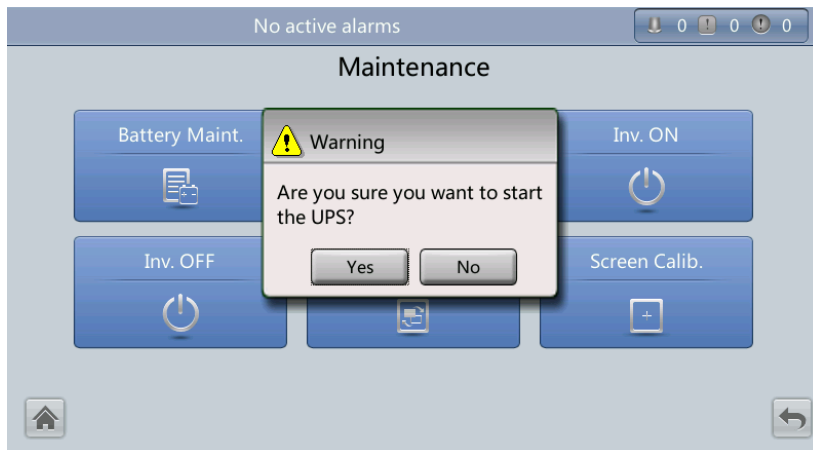 No active alarms
0 0 0
Maintenance
Battery Maint.
Warning
Inv. ON
Are you sure you want to start
the UPS?
Yes No
Inv. OFF
Screen Calib.